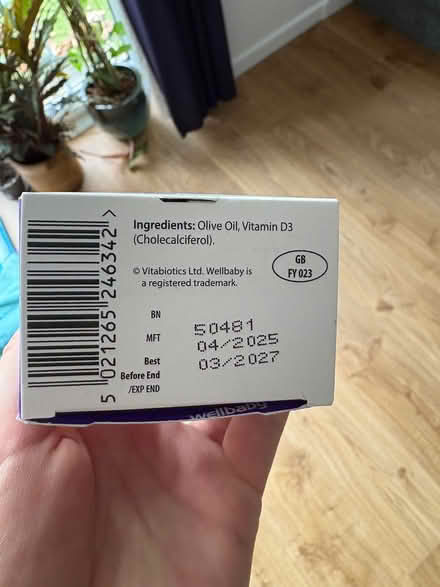 Ingredients: Olive Oil, Vitamin D3
(Cholecalciferol).
© Vitabiotics Ltd. Wellbaby is
a registered trademark.
GB
FY 023
BN 50481
MFT 04/2025
Best 03/2027
Before End
/EXP END
5 021265 246342 >
wellbaby